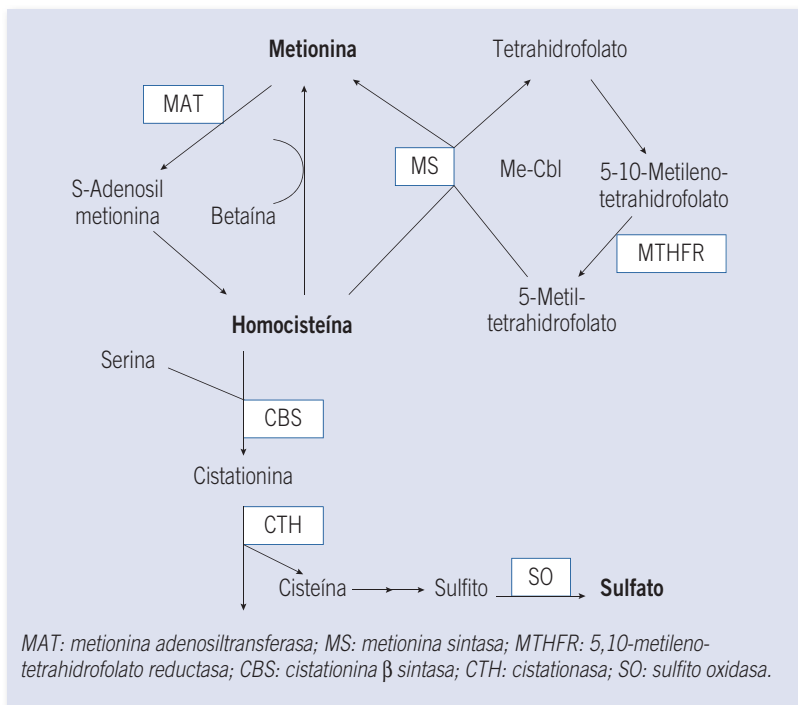 Metionina
Tetrahidrofolato
MAT
MS
Me-Cbl
5-10-Metileno-
tetrahidrofolato
S-Adenosil
metionina
Betaína
MTHFR
5-Metil-
tetrahidrofolato
Homocisteína
Serina
CBS
Cistationina
CTH
Cisteína
Sulfito
SO
Sulfato
MAT: metionina adenosiltransferasa; MS: metionina sintasa; MTHFR: 5,10-metileno-
tetrahidrofolato reductasa; CBS: cistationina β sintasa; CTH: cistationasa; SO: sulfito oxidasa.